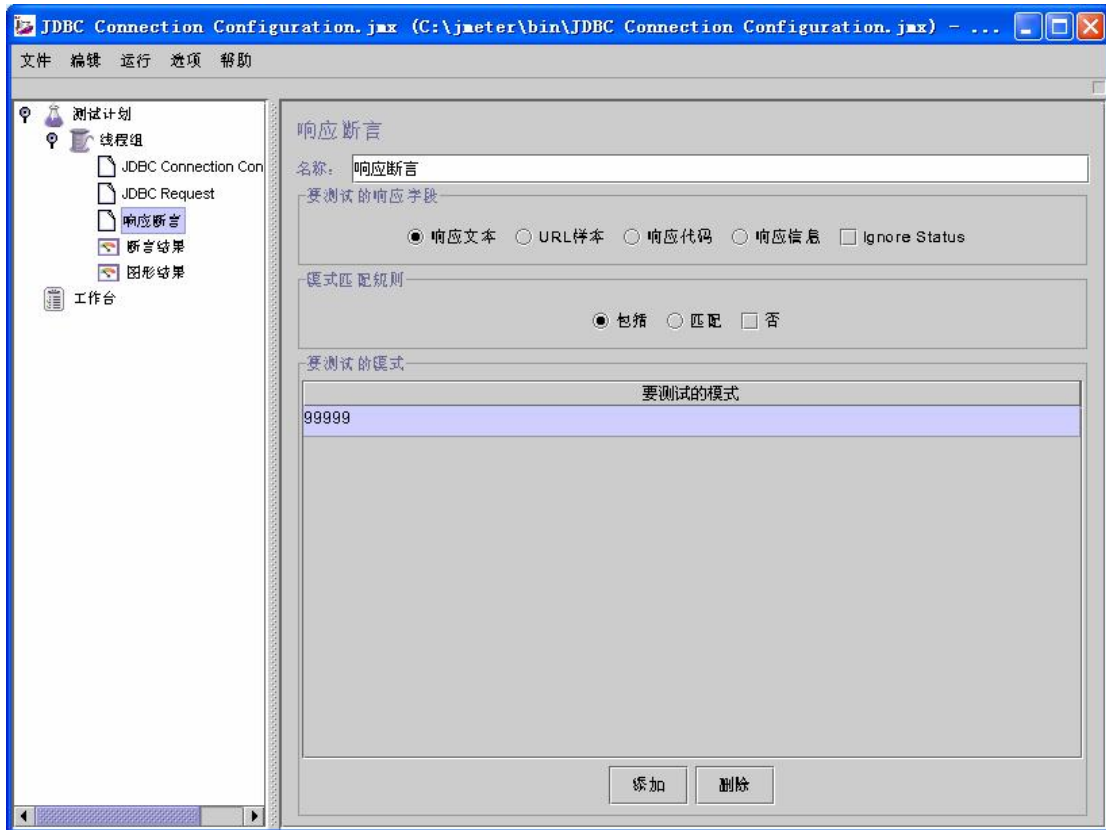 JDBC Connection Configuration.jmx (C:\jmeter\bin\JDBC Connection Configuration.jmx) - ...
文件 编辑 运行 选项 帮助
测试计划
线程组
JDBC Connection Con
JDBC Request
响应断言
断言结果
图形结果
工作台
响应断言
名称： 响应断言
要测试的响应字段
响应文本 URL样本 响应代码 响应信息 Ignore Status
模式匹配规则
包括 匹配 否
要测试的模式
要测试的模式
99999
添加 删除